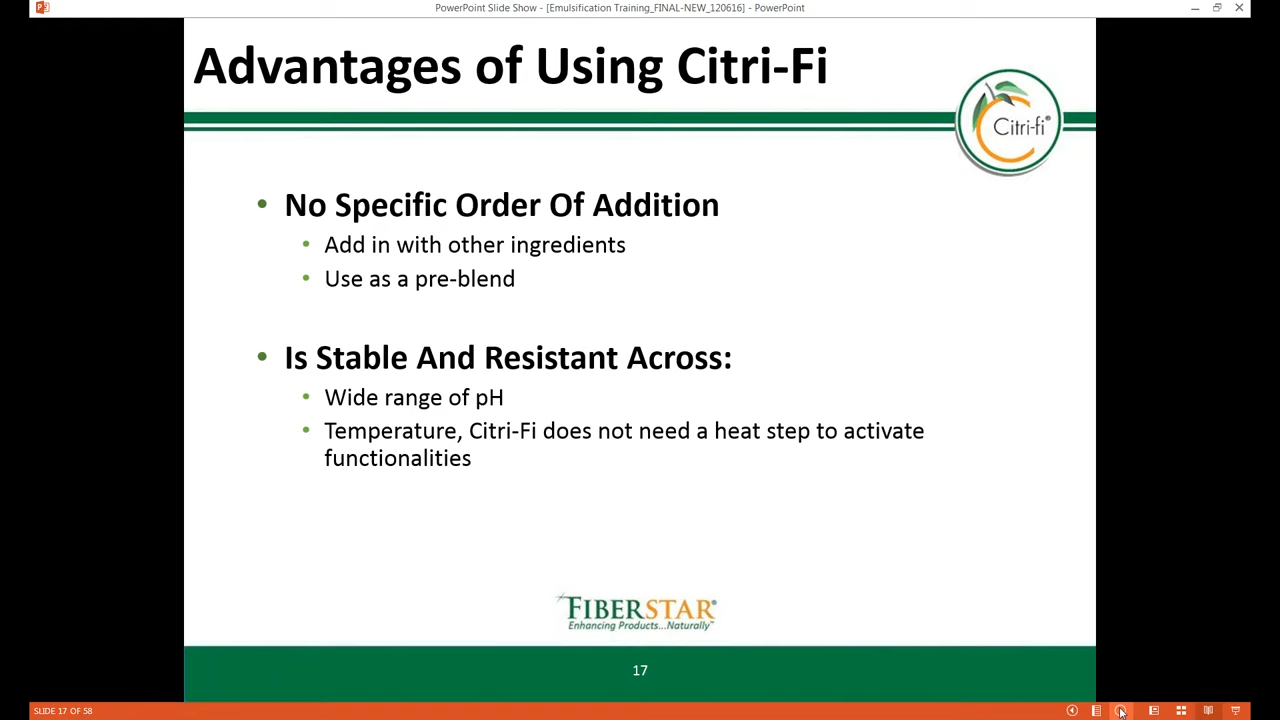 PowerPoint Slide Show - [Emulsification Training_FINAL-NEW_120616] - PowerPoint
Advantages of Using Citri-Fi
Citri-fi®
• No Specific Order Of Addition
• Add in with other ingredients
• Use as a pre-blend
• Is Stable And Resistant Across:
• Wide range of pH
• Temperature, Citri-Fi does not need a heat step to activate
functionalities
FIBERSTAR®
Enhancing Products...Naturally™
17
SLIDE 17 OF 58